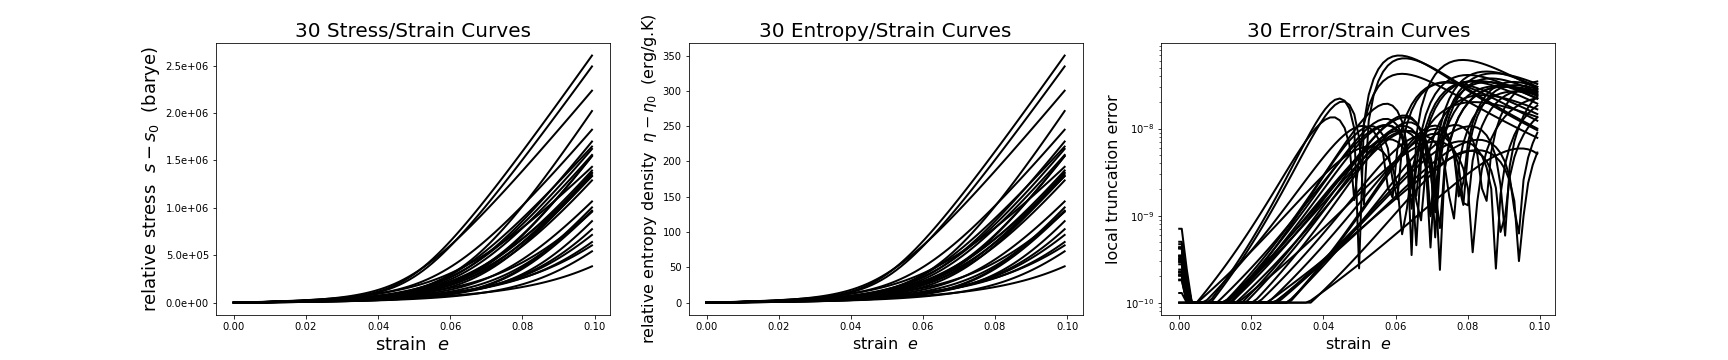 30 Stress/Strain Curves
relative stress s − s₀ (barye)
2.5e+06
2.0e+06
1.5e+06
1.0e+06
5.0e+05
0.0e+00
0.00 0.02 0.04 0.06 0.08 0.10
strain e
30 Entropy/Strain Curves
relative entropy density η − η₀ (erg/g.K)
350
300
250
200
150
100
50
0
0.00 0.02 0.04 0.06 0.08 0.10
strain e
30 Error/Strain Curves
local truncation error
10⁻⁸
10⁻⁹
10⁻¹⁰
0.00 0.02 0.04 0.06 0.08 0.10
strain e